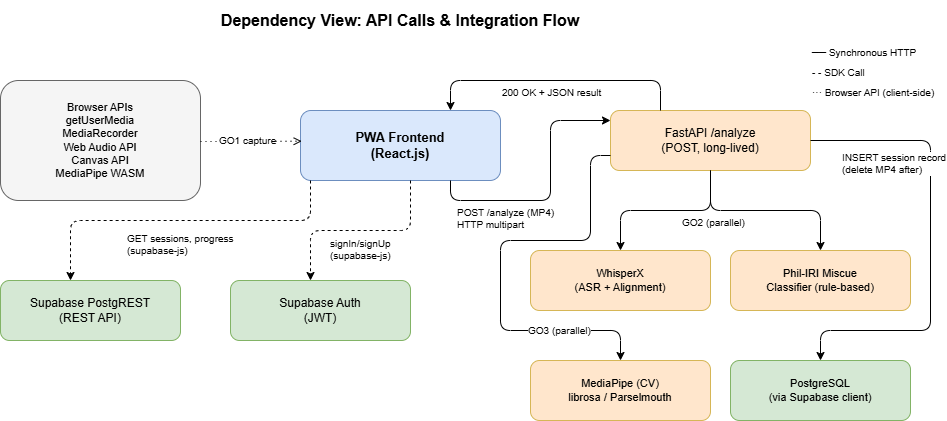 Dependency View: API Calls & Integration Flow
Synchronous HTTP
SDK Call
Browser API (client-side)
Browser APIs
getUserMedia
MediaRecorder
Web Audio API
Canvas API
MediaPipe WASM
GO1 capture
PWA Frontend
(React.js)
200 OK + JSON result
FastAPI /analyze
(POST, long-lived)
INSERT session record
(delete MP4 after)
POST /analyze (MP4)
HTTP multipart
GO2 (parallel)
GET sessions, progress
(supabase-js)
signIn/signUp
(supabase-js)
WhisperX
(ASR + Alignment)
Phil-IRI Miscue
Classifier (rule-based)
Supabase PostgREST
(REST API)
Supabase Auth
(JWT)
GO3 (parallel)
MediaPipe (CV)
librosa / Parselmouth
PostgreSQL
(via Supabase client)